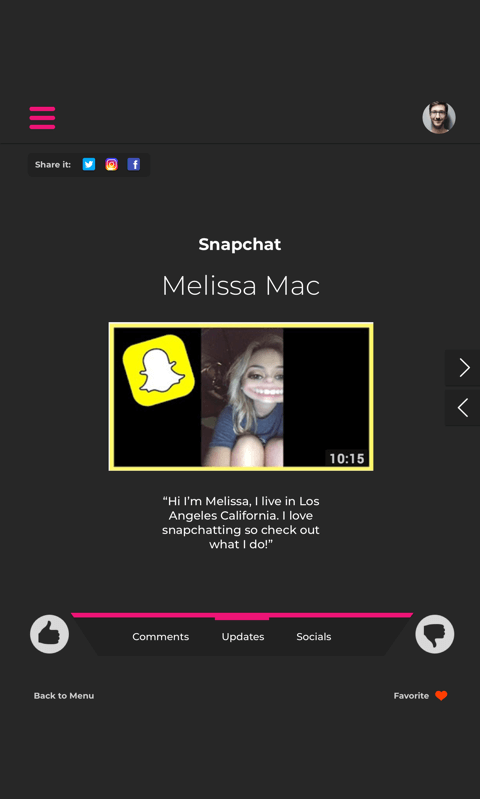 Share it:
Snapchat
Melissa Mac
10:15
“Hi I’m Melissa, I live in Los
Angeles California. I love
snapchatting so check out
what I do!”
Comments Updates Socials
Back to Menu Favorite